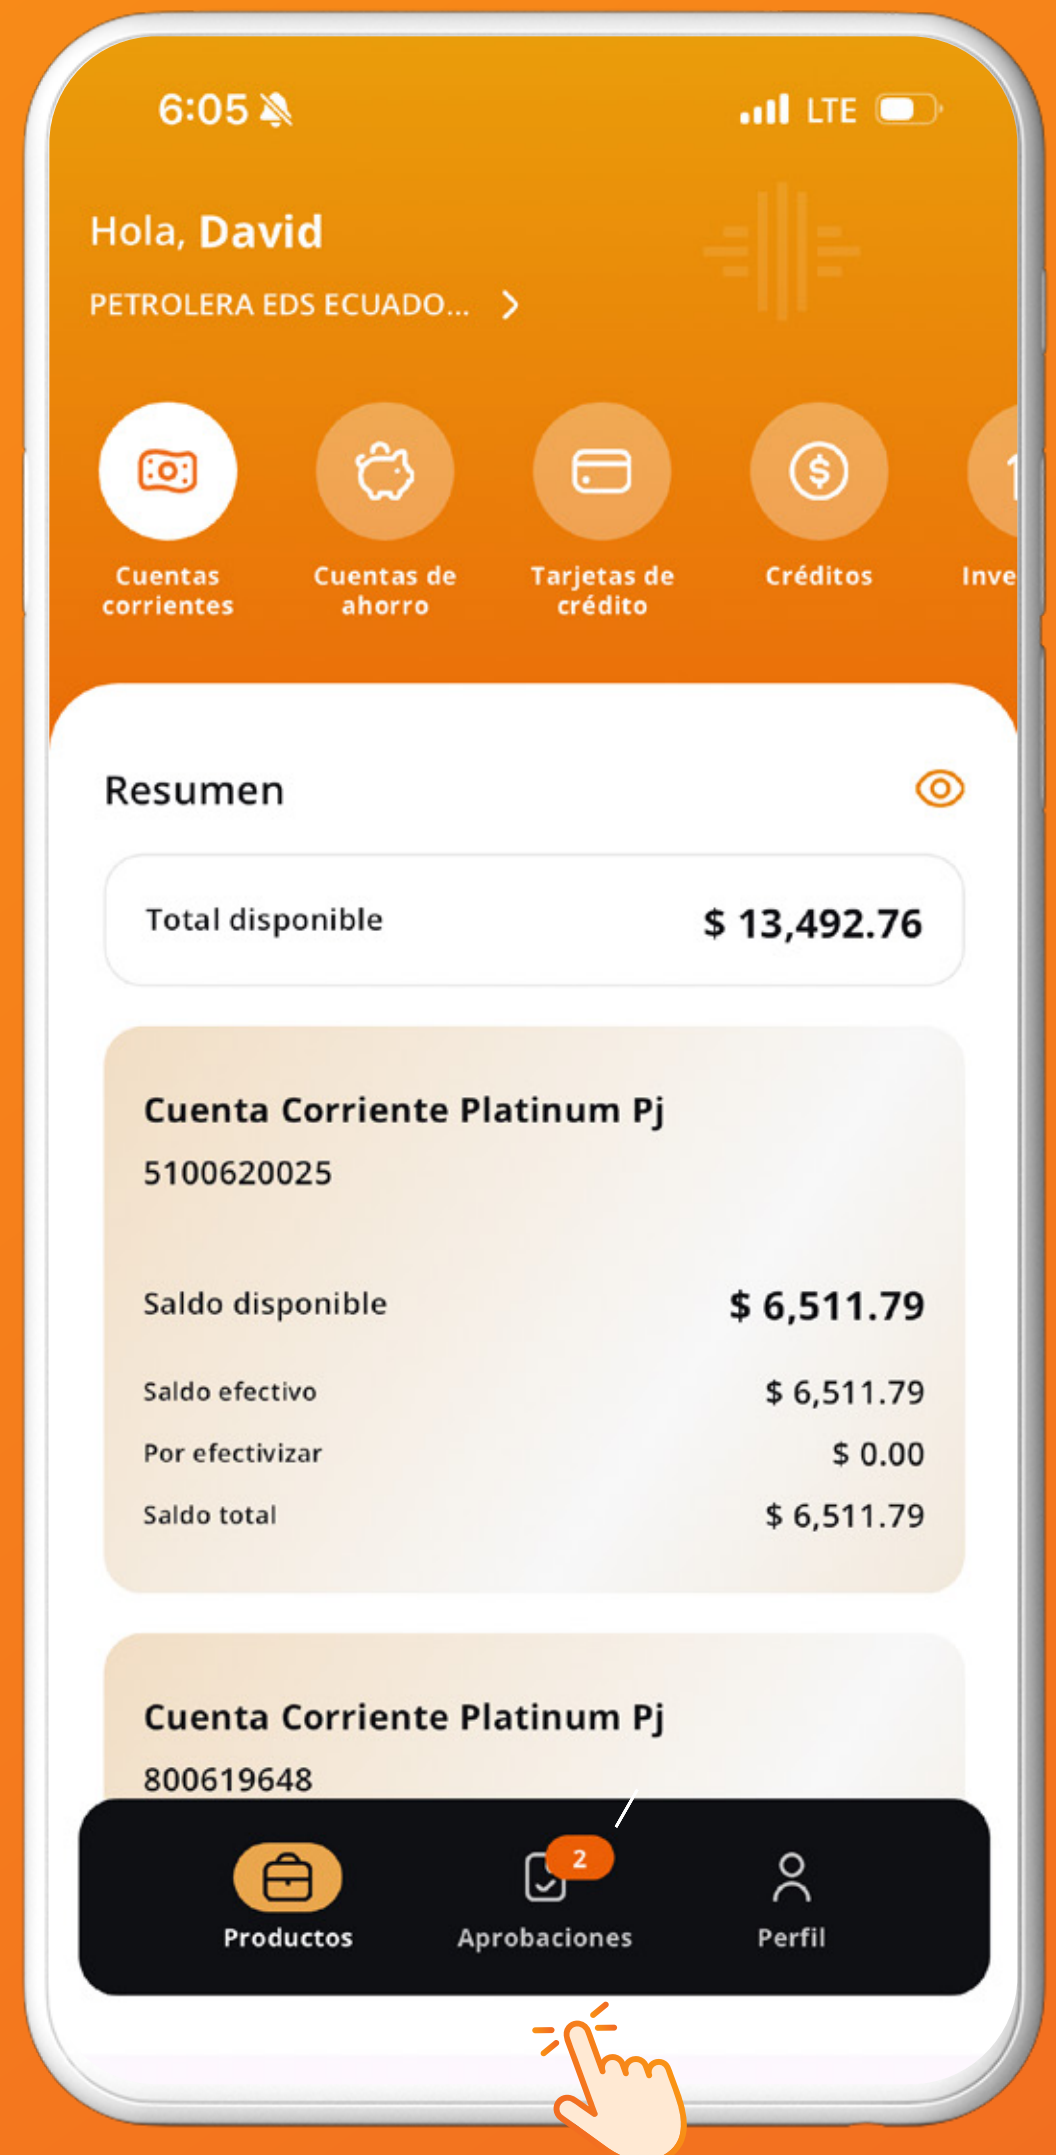 6:05
LTE
Hola, David
PETROLERA EDS ECUADO...
Cuentas corrientes
Cuentas de ahorro
Tarjetas de crédito
Créditos
Inve
Resumen
Total disponible $ 13,492.76
Cuenta Corriente Platinum Pj
5100620025
Saldo disponible $ 6,511.79
Saldo efectivo $ 6,511.79
Por efectivizar $ 0.00
Saldo total $ 6,511.79
Cuenta Corriente Platinum Pj
800619648
2
Productos
Aprobaciones
Perfil